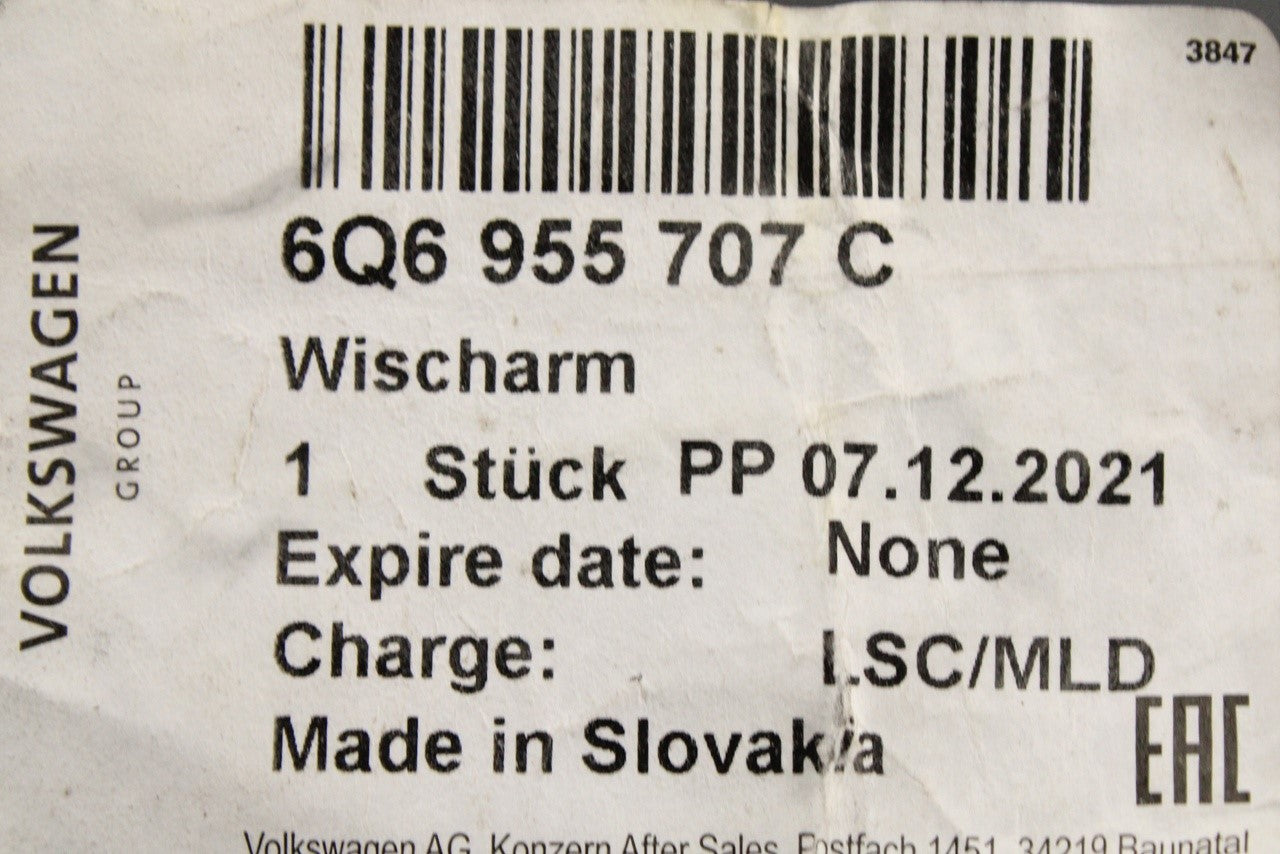 3847
6Q6 955 707 C
Wischarm
1 Stück PP 07.12.2021
Expire date: None
Charge: LSC/MLD
Made in Slovakia
EAC
Volkswagen AG, Konzern After Sales, Postfach 1451, 34219 Baunatal
VOLKSWAGEN
GROUP